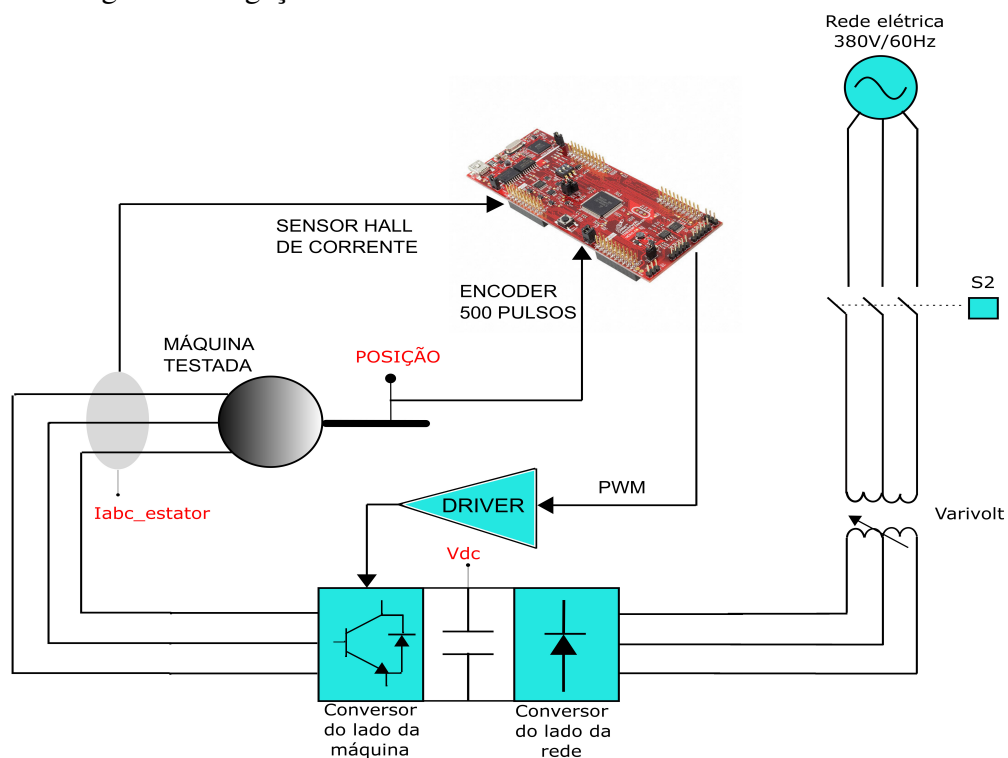 Rede elétrica
380V/60Hz
SENSOR HALL
DE CORRENTE
S2
ENCODER
500 PULSOS
MÁQUINA
TESTADA
POSIÇÃO
Iabc_estator
DRIVER
PWM
Varivolt
Vdc
Conversor
do lado da
máquina
Conversor
do lado da
rede